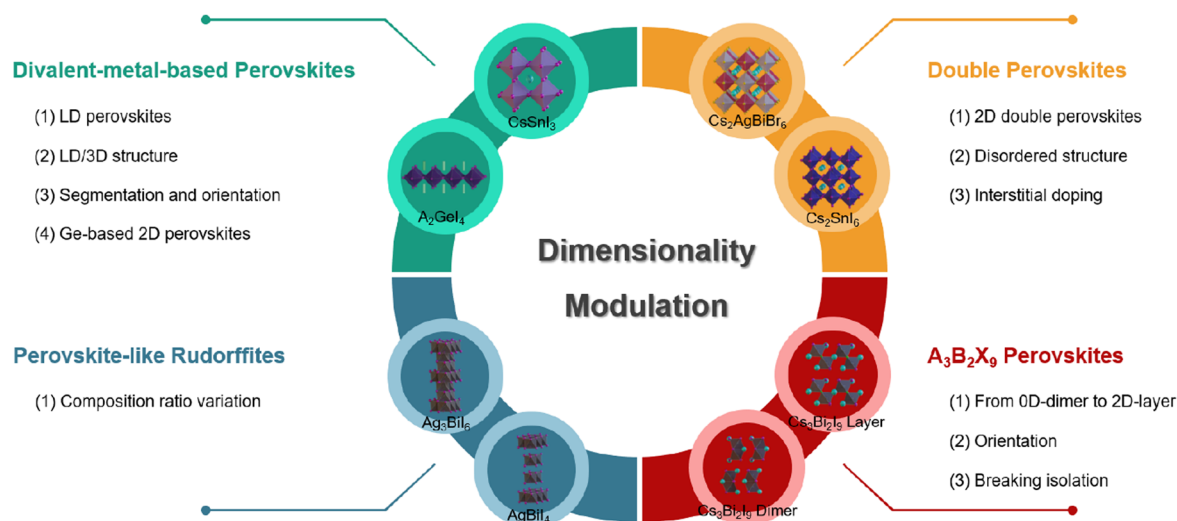 Divalent-metal-based Perovskites
(1) LD perovskites
(2) LD/3D structure
(3) Segmentation and orientation
(4) Ge-based 2D perovskites
CsSnI₃
A₂GeI₄
Double Perovskites
(1) 2D double perovskites
(2) Disordered structure
(3) Interstitial doping
Cs₂AgBiBr₆
Cs₂SnI₆
Dimensionality
Modulation
Perovskite-like Rudorffites
(1) Composition ratio variation
Ag₃BiI₆
AgBiI₄
A₃B₂X₉ Perovskites
(1) From 0D-dimer to 2D-layer
(2) Orientation
(3) Breaking isolation
Cs₃Bi₂I₉ Layer
Cs₃Bi₂I₉ Dimer